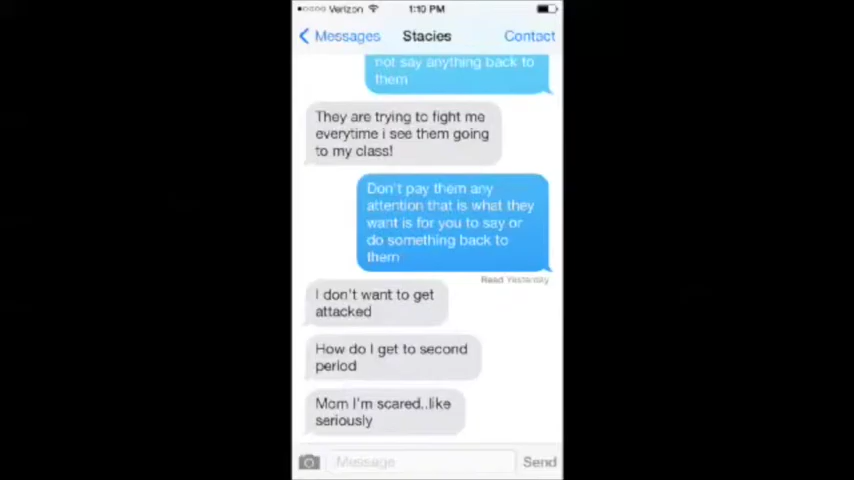 Verizon 1:10 PM
Messages Stacies Contact
not say anything back to
them
They are trying to fight me
everytime i see them going
to my class!
Don't pay them any
attention that is what they
want is for you to say or
do something back to
them
Read Yesterday
I don't want to get
attacked
How do I get to second
period
Mom I'm scared..like
seriously
Message Send